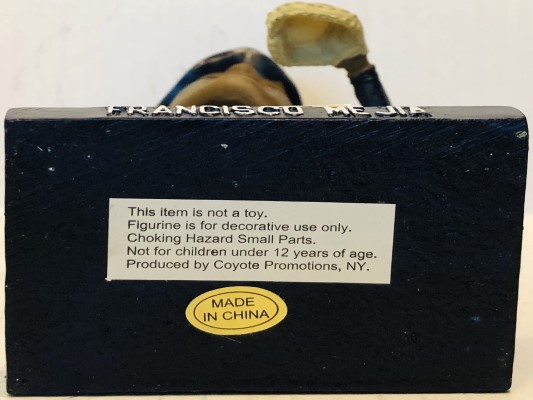 FRANCISCO MEJIA
This item is not a toy.
Figurine is for decorative use only.
Choking Hazard Small Parts.
Not for children under 12 years of age.
Produced by Coyote Promotions, NY.
MADE
IN CHINA